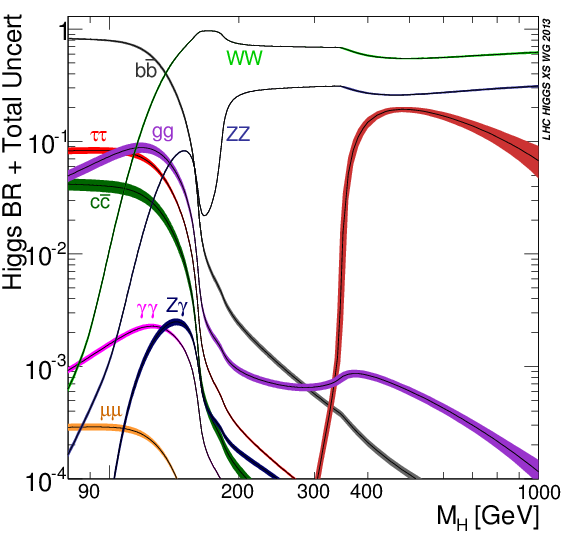 Higgs BR + Total Uncert
LHC HIGGS XS WG 2013
1
10⁻¹
10⁻²
10⁻³
10⁻⁴
bb̄
WW
ττ
gg
ZZ
cc̄
γγ
Zγ
μμ
90
200
300
400
1000
M_H [GeV]